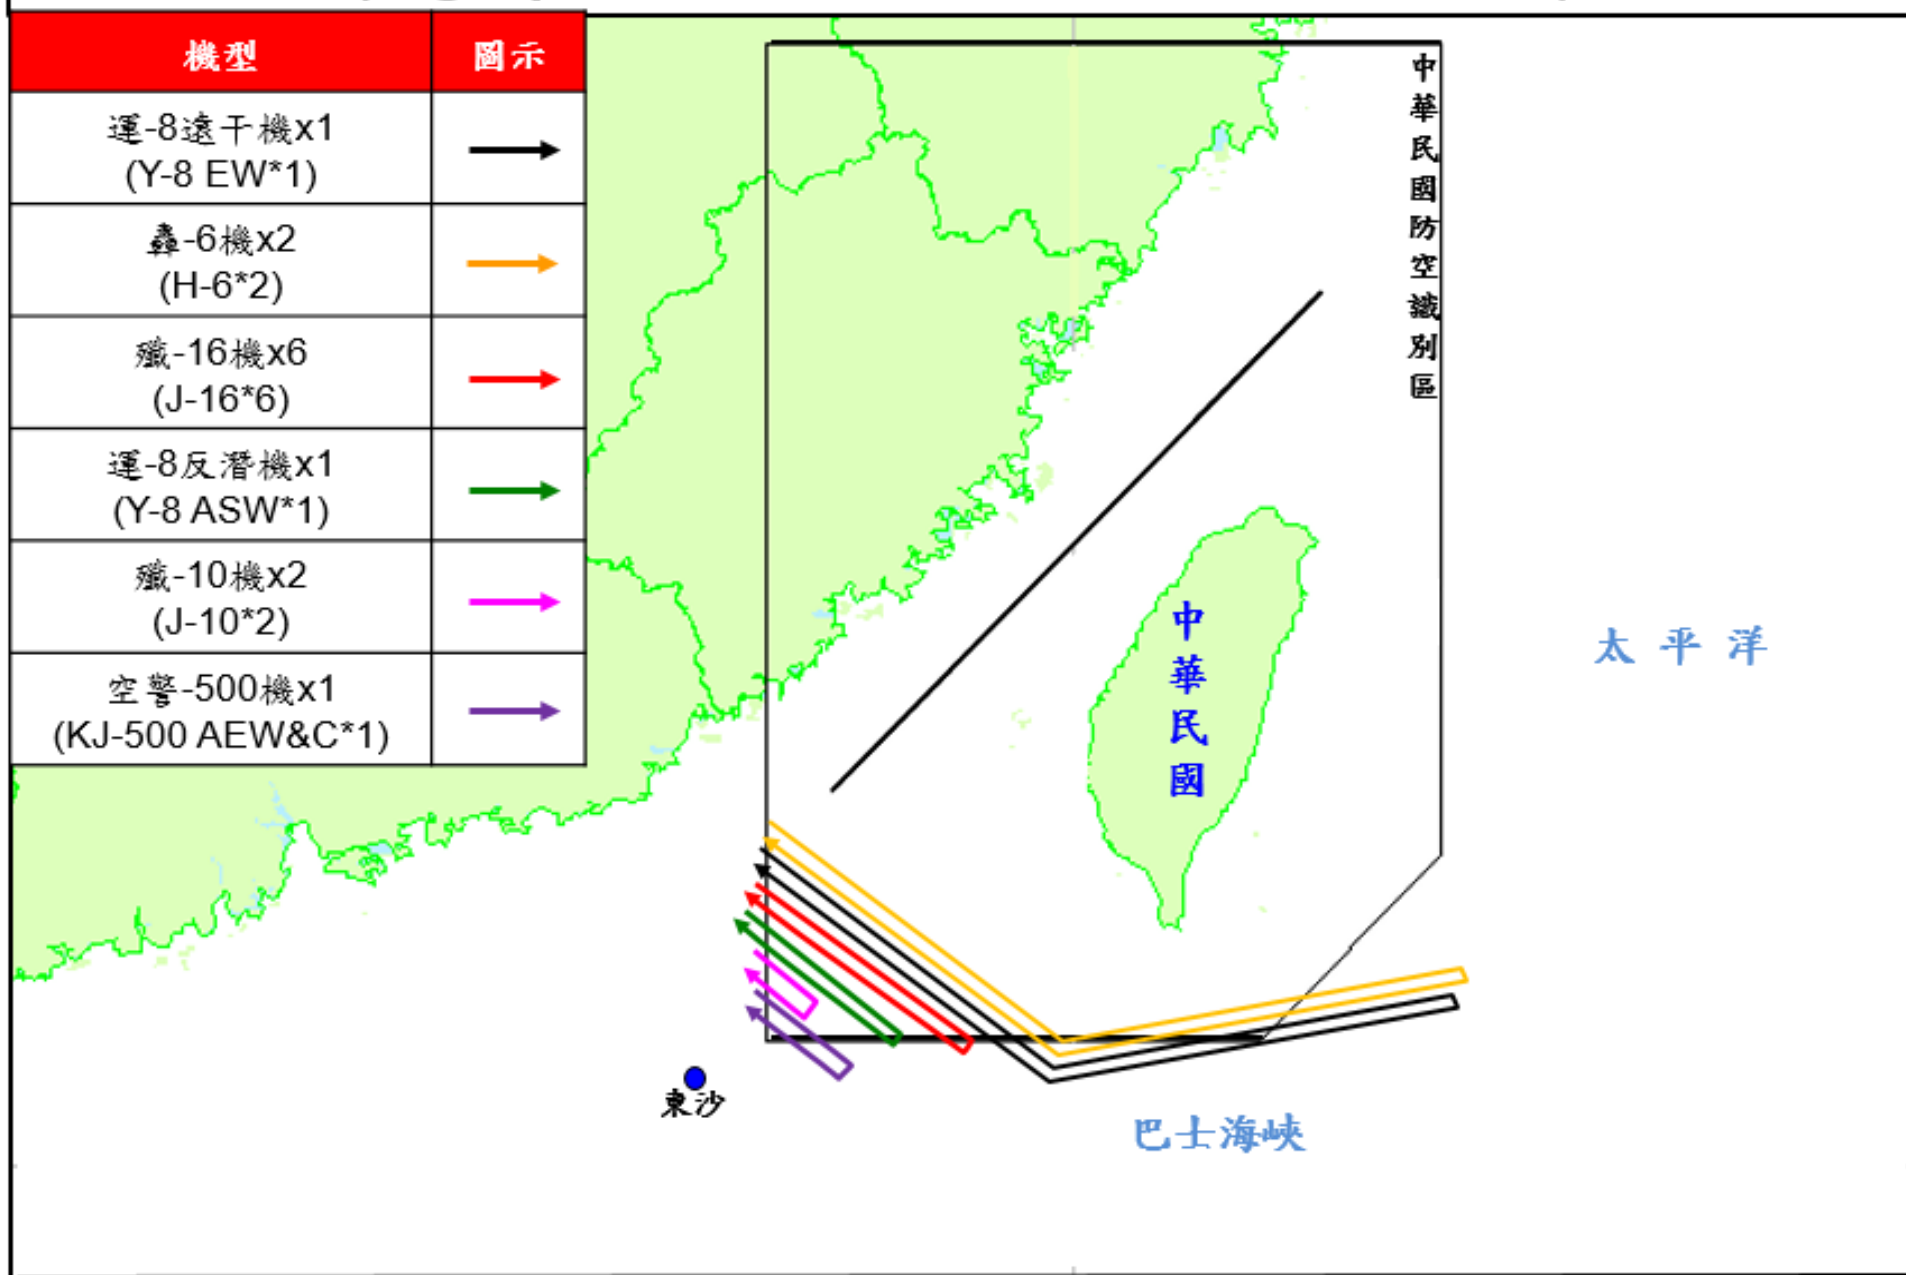 機型
圖示
運-8遠干機x1
(Y-8 EW*1)
轟-6機x2
(H-6*2)
殲-16機x6
(J-16*6)
運-8反潛機x1
(Y-8 ASW*1)
殲-10機x2
(J-10*2)
空警-500機x1
(KJ-500 AEW&C*1)
中華民國防空識別區
中華民國
太平洋
東沙
巴士海峽